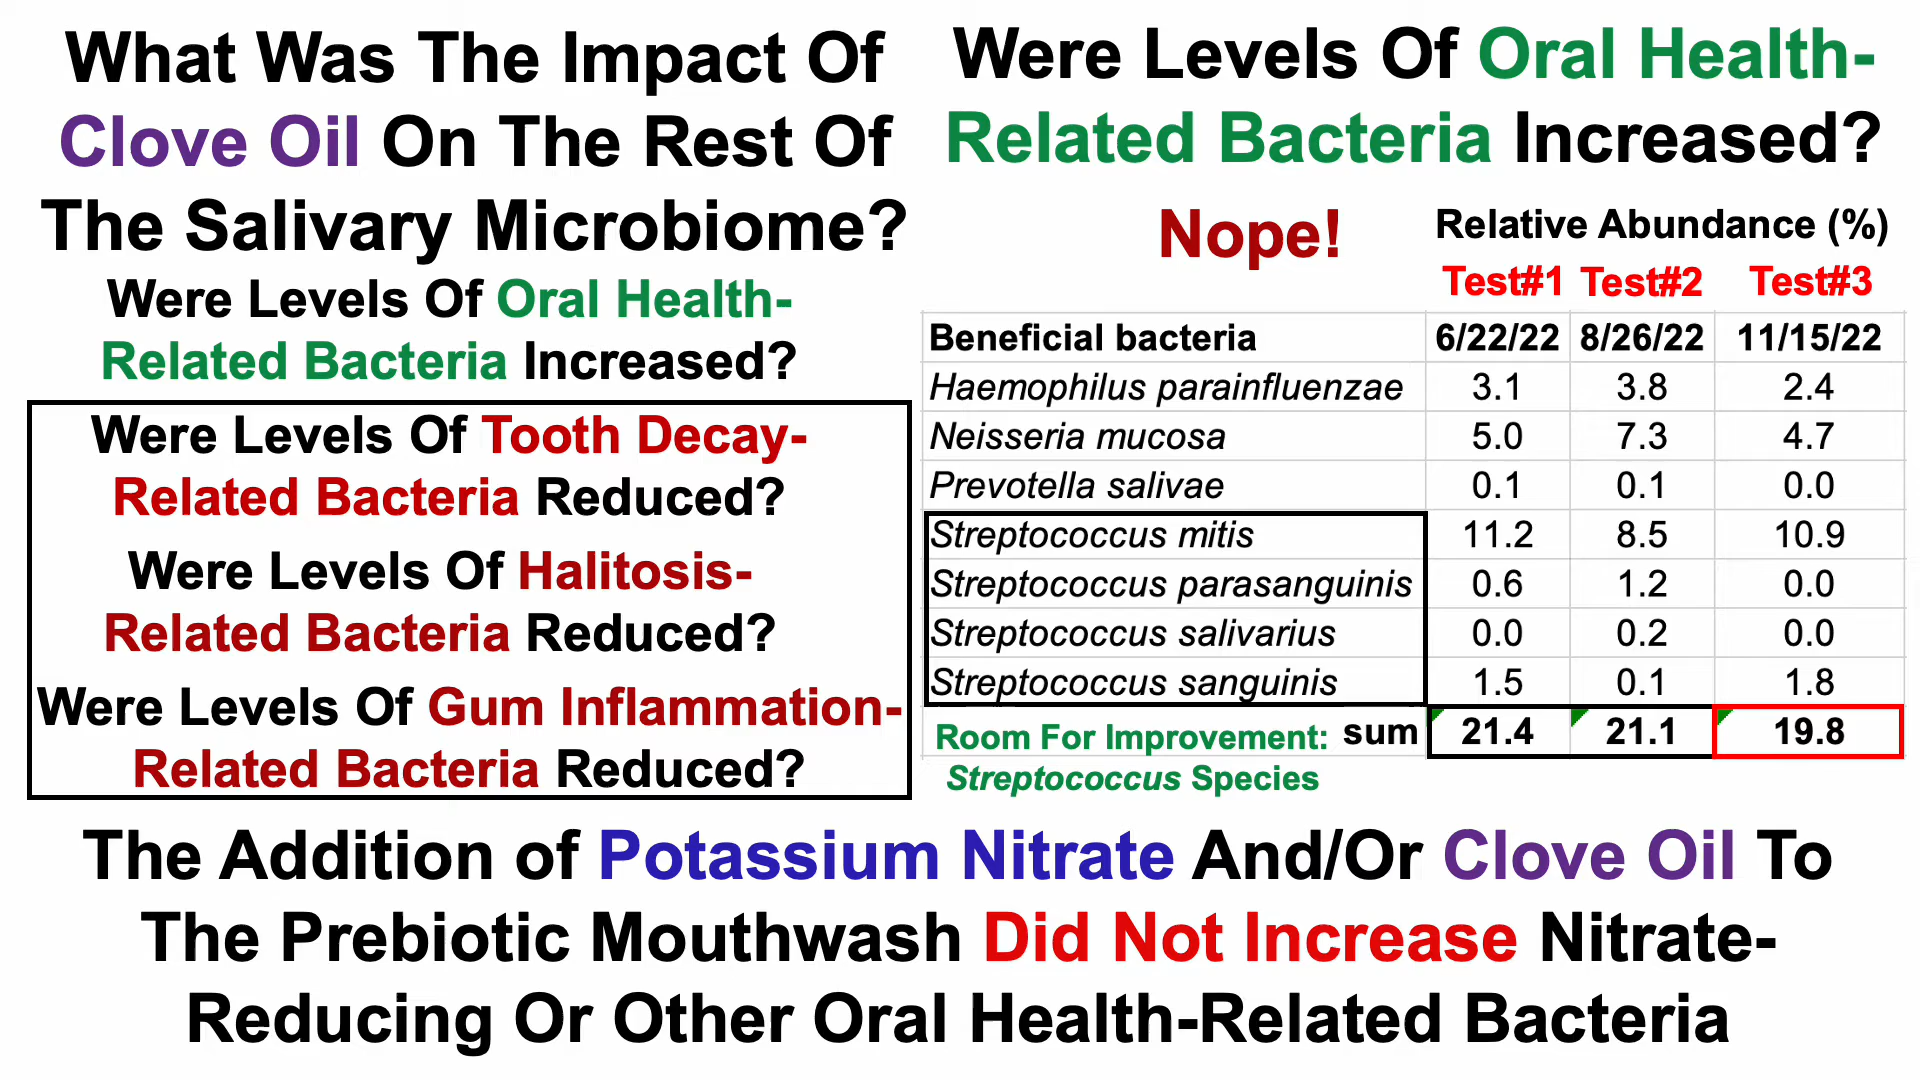 What Was The Impact Of
Clove Oil On The Rest Of
The Salivary Microbiome?
Were Levels Of Oral Health-
Related Bacteria Increased?
Were Levels Of Tooth Decay-
Related Bacteria Reduced?
Were Levels Of Halitosis-
Related Bacteria Reduced?
Were Levels Of Gum Inflammation-
Related Bacteria Reduced?
Were Levels Of Oral Health-
Related Bacteria Increased?
Nope!
Relative Abundance (%)
Test#1 Test#2 Test#3
Beneficial bacteria 6/22/22 8/26/22 11/15/22
Haemophilus parainfluenzae 3.1 3.8 2.4
Neisseria mucosa 5.0 7.3 4.7
Prevotella salivae 0.1 0.1 0.0
Streptococcus mitis 11.2 8.5 10.9
Streptococcus parasanguinis 0.6 1.2 0.0
Streptococcus salivarius 0.0 0.2 0.0
Streptococcus sanguinis 1.5 0.1 1.8
Room For Improvement: sum 21.4 21.1 19.8
Streptococcus Species
The Addition of Potassium Nitrate And/Or Clove Oil To
The Prebiotic Mouthwash Did Not Increase Nitrate-
Reducing Or Other Oral Health-Related Bacteria